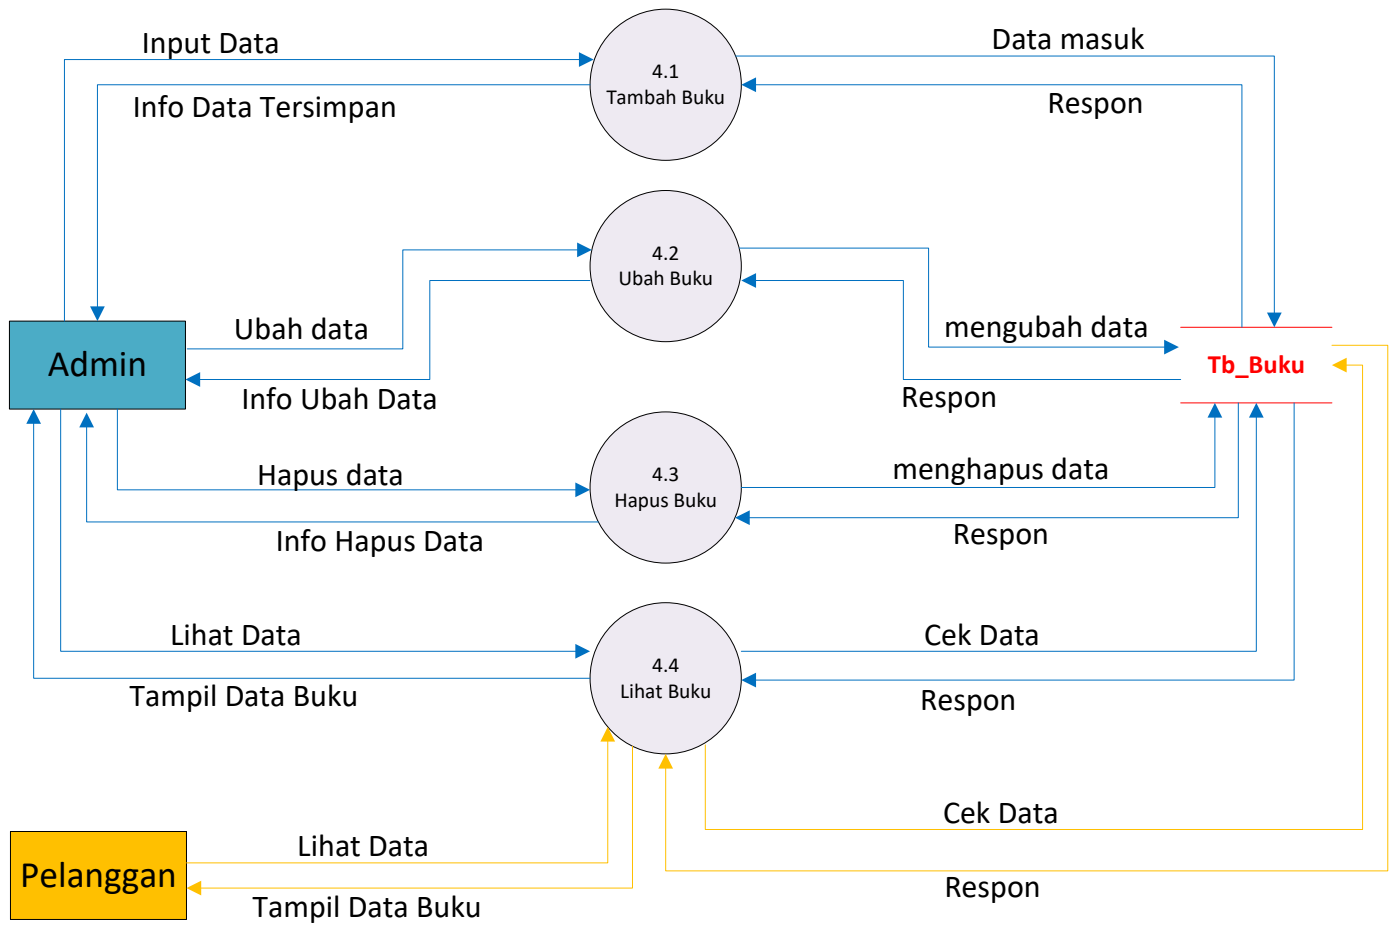 Input Data
Data masuk
4.1
Tambah Buku
Info Data Tersimpan
Respon
4.2
Ubah Buku
Ubah data
mengubah data
Admin
Tb_Buku
Info Ubah Data
Respon
4.3
Hapus Buku
Hapus data
menghapus data
Info Hapus Data
Respon
Lihat Data
Cek Data
4.4
Lihat Buku
Tampil Data Buku
Respon
Cek Data
Lihat Data
Pelanggan
Tampil Data Buku
Respon